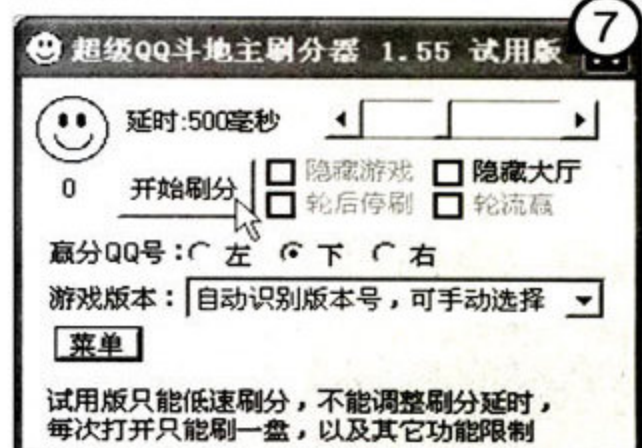 7
超级QQ斗地主刷分器 1.55 试用版
延时:500毫秒
0 开始刷分 隐藏游戏 隐藏大厅
轮后停刷 轮流赢
赢分QQ号: 左 下 右
游戏版本: 自动识别版本号,可手动选择
菜单
试用版只能低速刷分,不能调整刷分延时,
每次打开只能刷一盘,以及其它功能限制